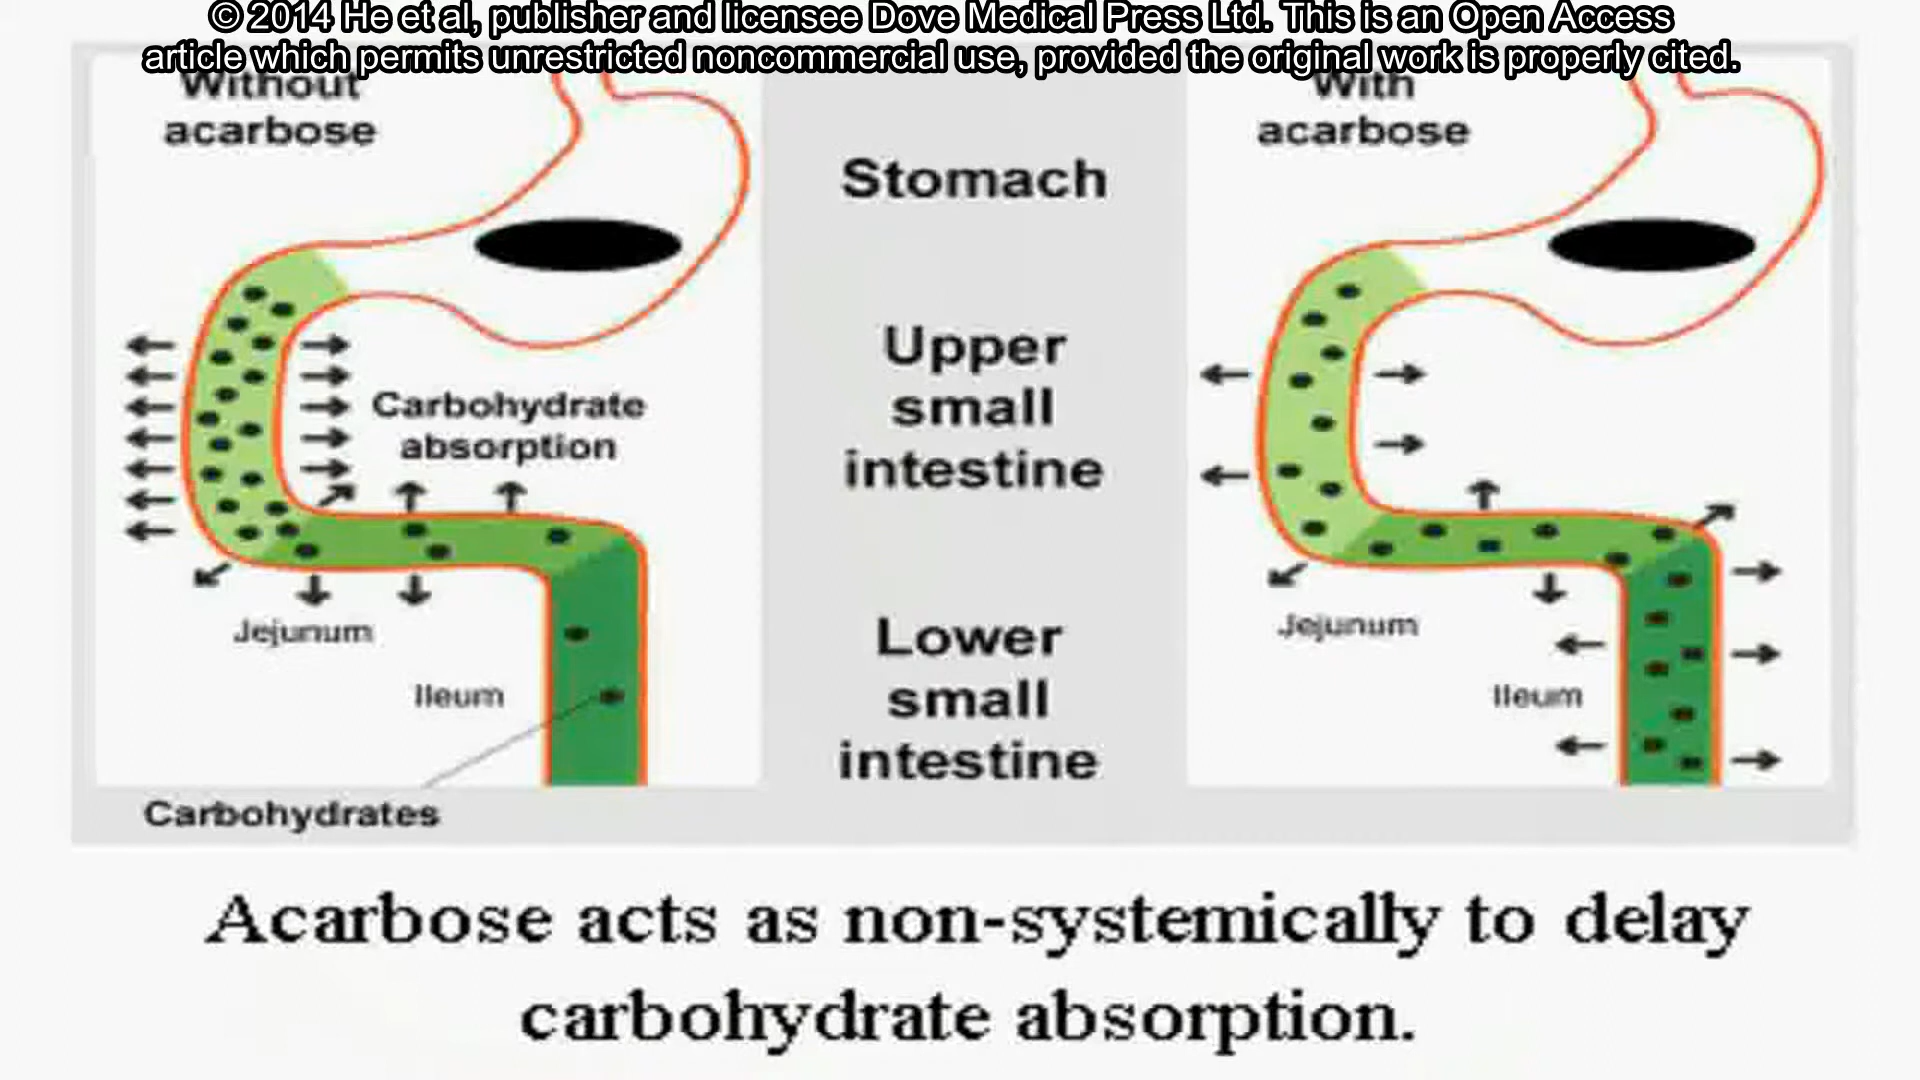 © 2014 He et al, publisher and licensee Dove Medical Press Ltd. This is an Open Access
article which permits unrestricted noncommercial use, provided the original work is properly cited.
Without
acarbose
With
acarbose
Stomach
Carbohydrate
absorption
Upper
small
intestine
Jejunum
Ileum
Lower
small
intestine
Jejunum
Ileum
Carbohydrates
Acarbose acts as non-systemically to delay
carbohydrate absorption.